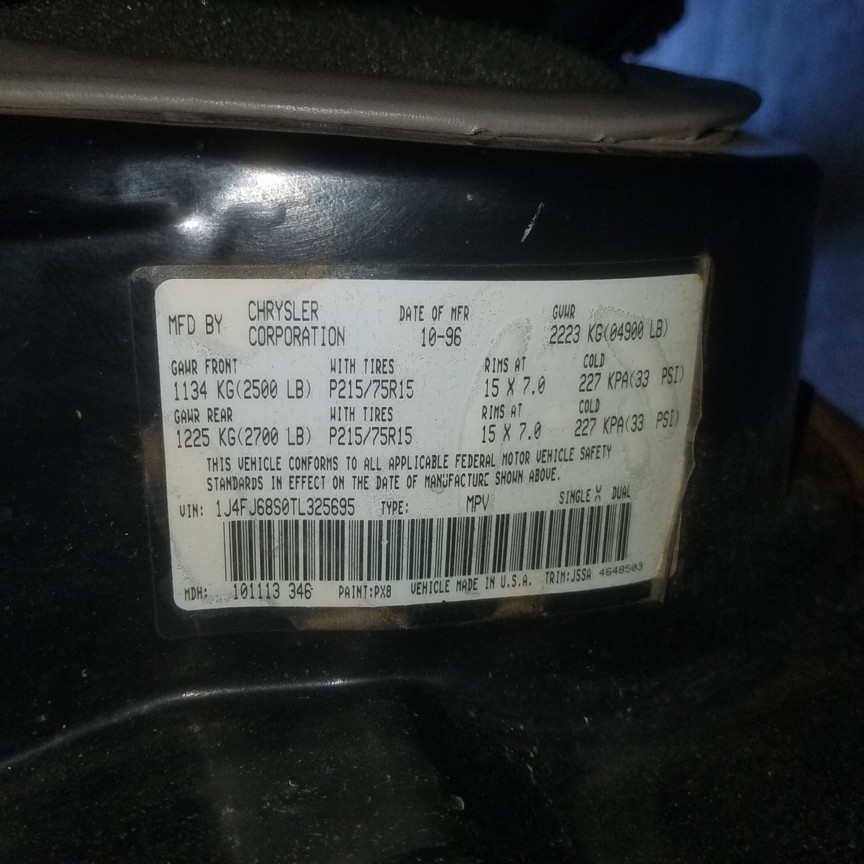 MFD BY CHRYSLER CORPORATION DATE OF MFR 10-96 GVWR 2223 KG(04900 LB)
GAWR FRONT WITH TIRES RIMS AT COLD
1134 KG(2500 LB) P215/75R15 15 X 7.0 227 KPA(33 PSI)
GAWR REAR WITH TIRES RIMS AT COLD
1225 KG(2700 LB) P215/75R15 15 X 7.0 227 KPA(33 PSI)
THIS VEHICLE CONFORMS TO ALL APPLICABLE FEDERAL MOTOR VEHICLE SAFETY
STANDARDS IN EFFECT ON THE DATE OF MANUFACTURE SHOWN ABOVE.
VIN: 1J4FJ68S0TL325695 TYPE: MPV SINGLE X DUAL
MDH: 101113 346 PAINT:PX8 VEHICLE MADE IN U.S.A. TRIM:J5SA 4648503